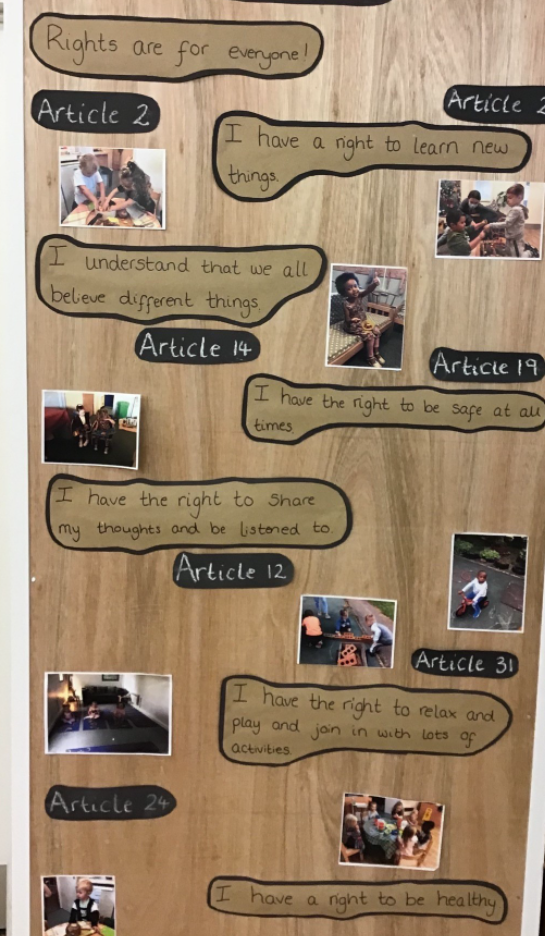 Rights are for everyone!
Article 2
Article 2
I have a right to learn new
things.
I understand that we all
believe different things.
Article 14
Article 19
I have the right to be safe at all
times.
I have the right to share
my thoughts and be listened to.
Article 12
Article 31
I have the right to relax and
play and join in with lots of
activities.
Article 24
I have a right to be healthy